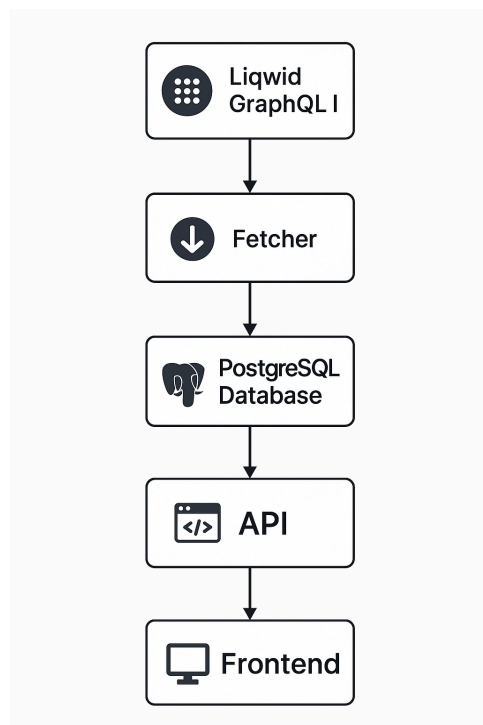 Liqwid
GraphQL I
Fetcher
PostgreSQL
Database
</>
API
Frontend